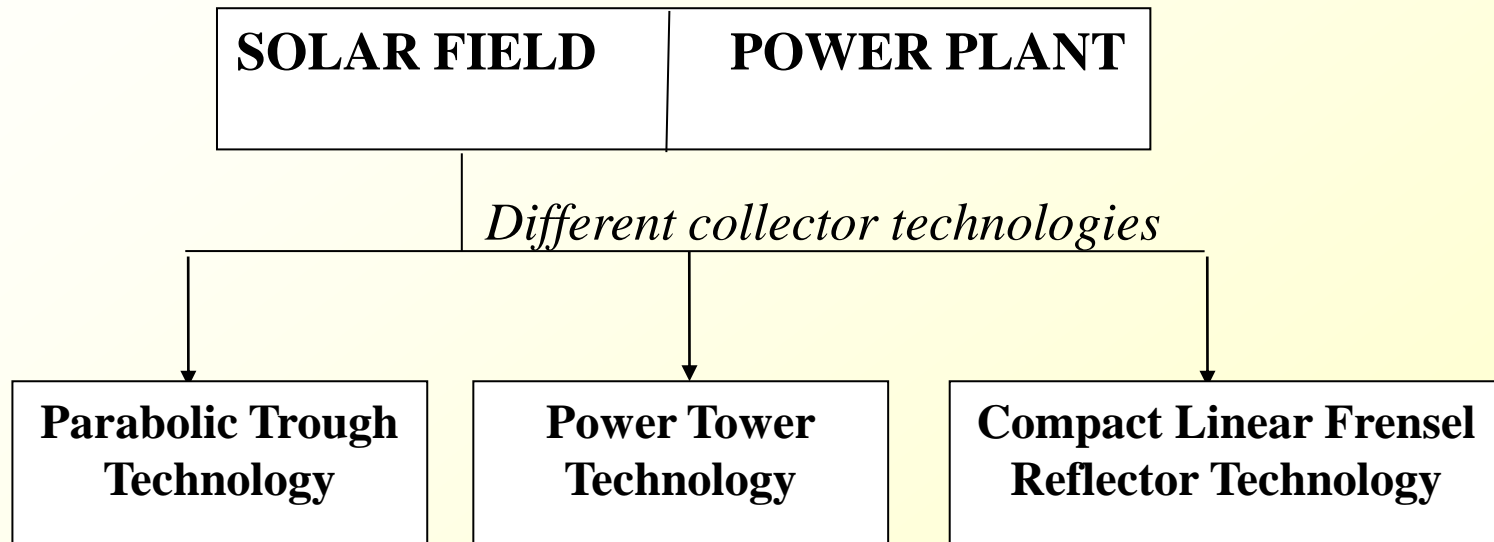 SOLAR FIELD POWER PLANT
Different collector technologies
Parabolic Trough
Technology
Power Tower
Technology
Compact Linear Frensel
Reflector Technology